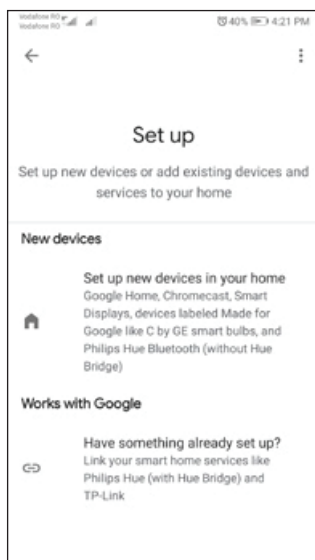 Vodafone RO
Vodafone RO
40% 4:21 PM
Set up
Set up new devices or add existing devices and
services to your home
New devices
Set up new devices in your home
Google Home, Chromecast, Smart
Displays, devices labeled Made for
Google like C by GE smart bulbs, and
Philips Hue Bluetooth (without Hue
Bridge)
Works with Google
Have something already set up?
Link your smart home services like
Philips Hue (with Hue Bridge) and
TP-Link